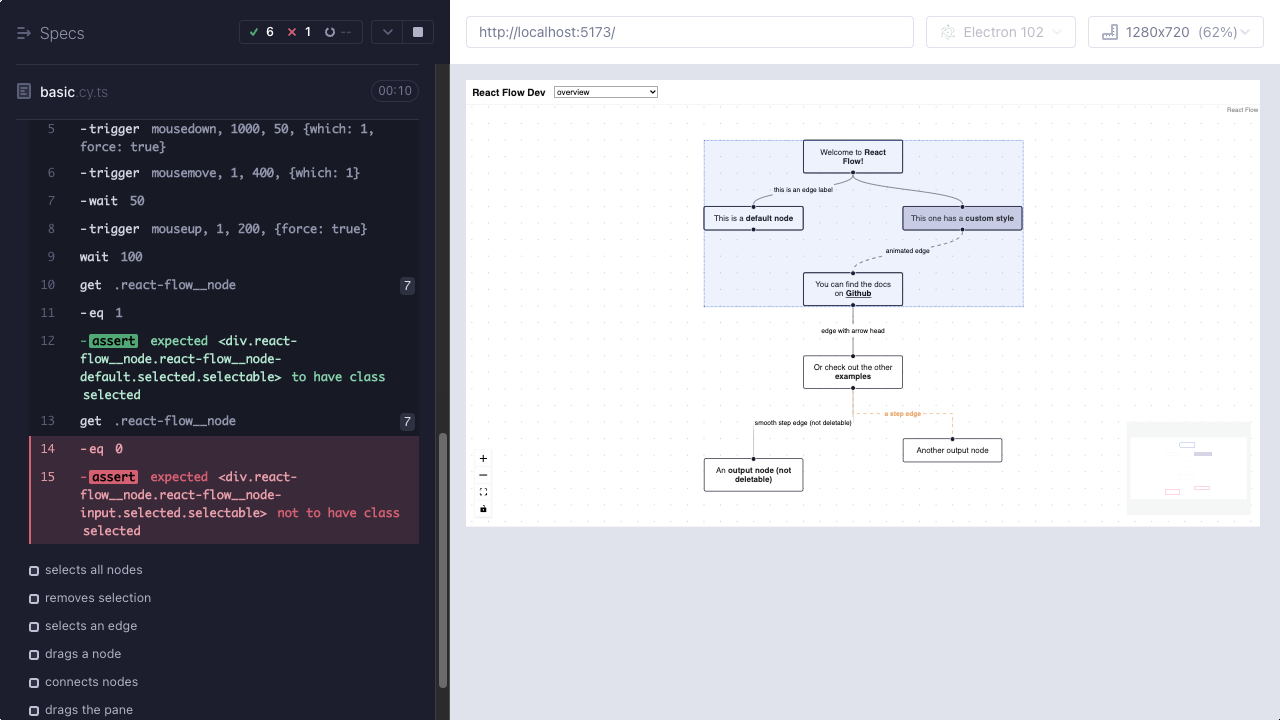 Specs
6
1
--
basic.cy.ts
00:10
5 -trigger mousedown, 1000, 50, {which: 1,
force: true}
6 -trigger mousemove, 1, 400, {which: 1}
7 -wait 50
8 -trigger mouseup, 1, 200, {force: true}
9 wait 100
10 get .react-flow__node 7
11 -eq 1
12 -assert expected <div.react-
flow__node.react-flow__node-
default.selected.selectable> to have class
selected
13 get .react-flow__node 7
14 -eq 0
15 -assert expected <div.react-
flow__node.react-flow__node-
input.selected.selectable> not to have class
selected
selects all nodes
removes selection
selects an edge
drags a node
connects nodes
drags the pane
http://localhost:5173/
Electron 102
1280x720 (62%)
React Flow Dev
overview
React Flow
Welcome to React
Flow!
this is an edge label
This is a default node
This one has a custom style
animated edge
You can find the docs
on Github
edge with arrow head
Or check out the other
examples
a step edge
smooth step edge (not deletable)
Another output node
An output node (not
deletable)